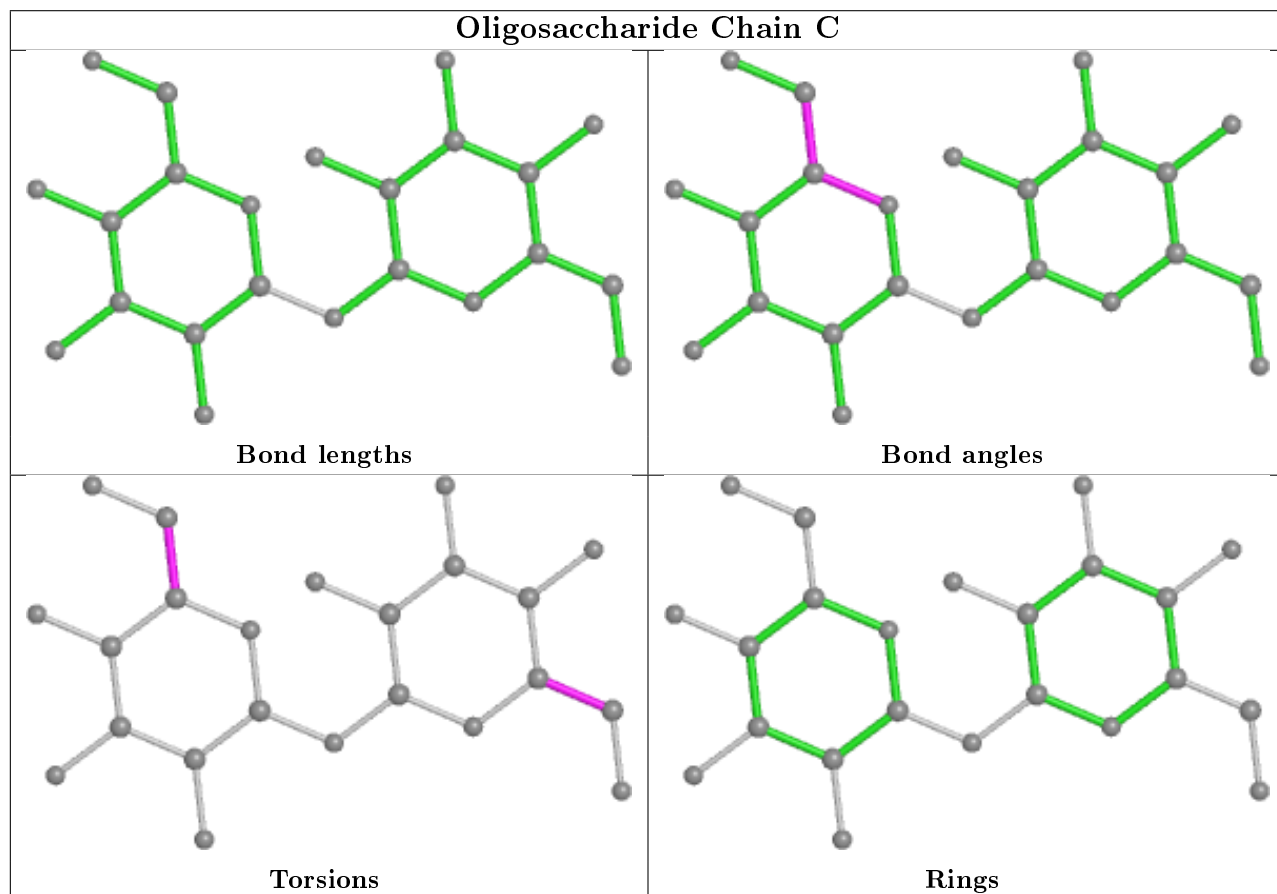 Oligosaccharide Chain C
Bond lengths
Bond angles
Torsions
Rings